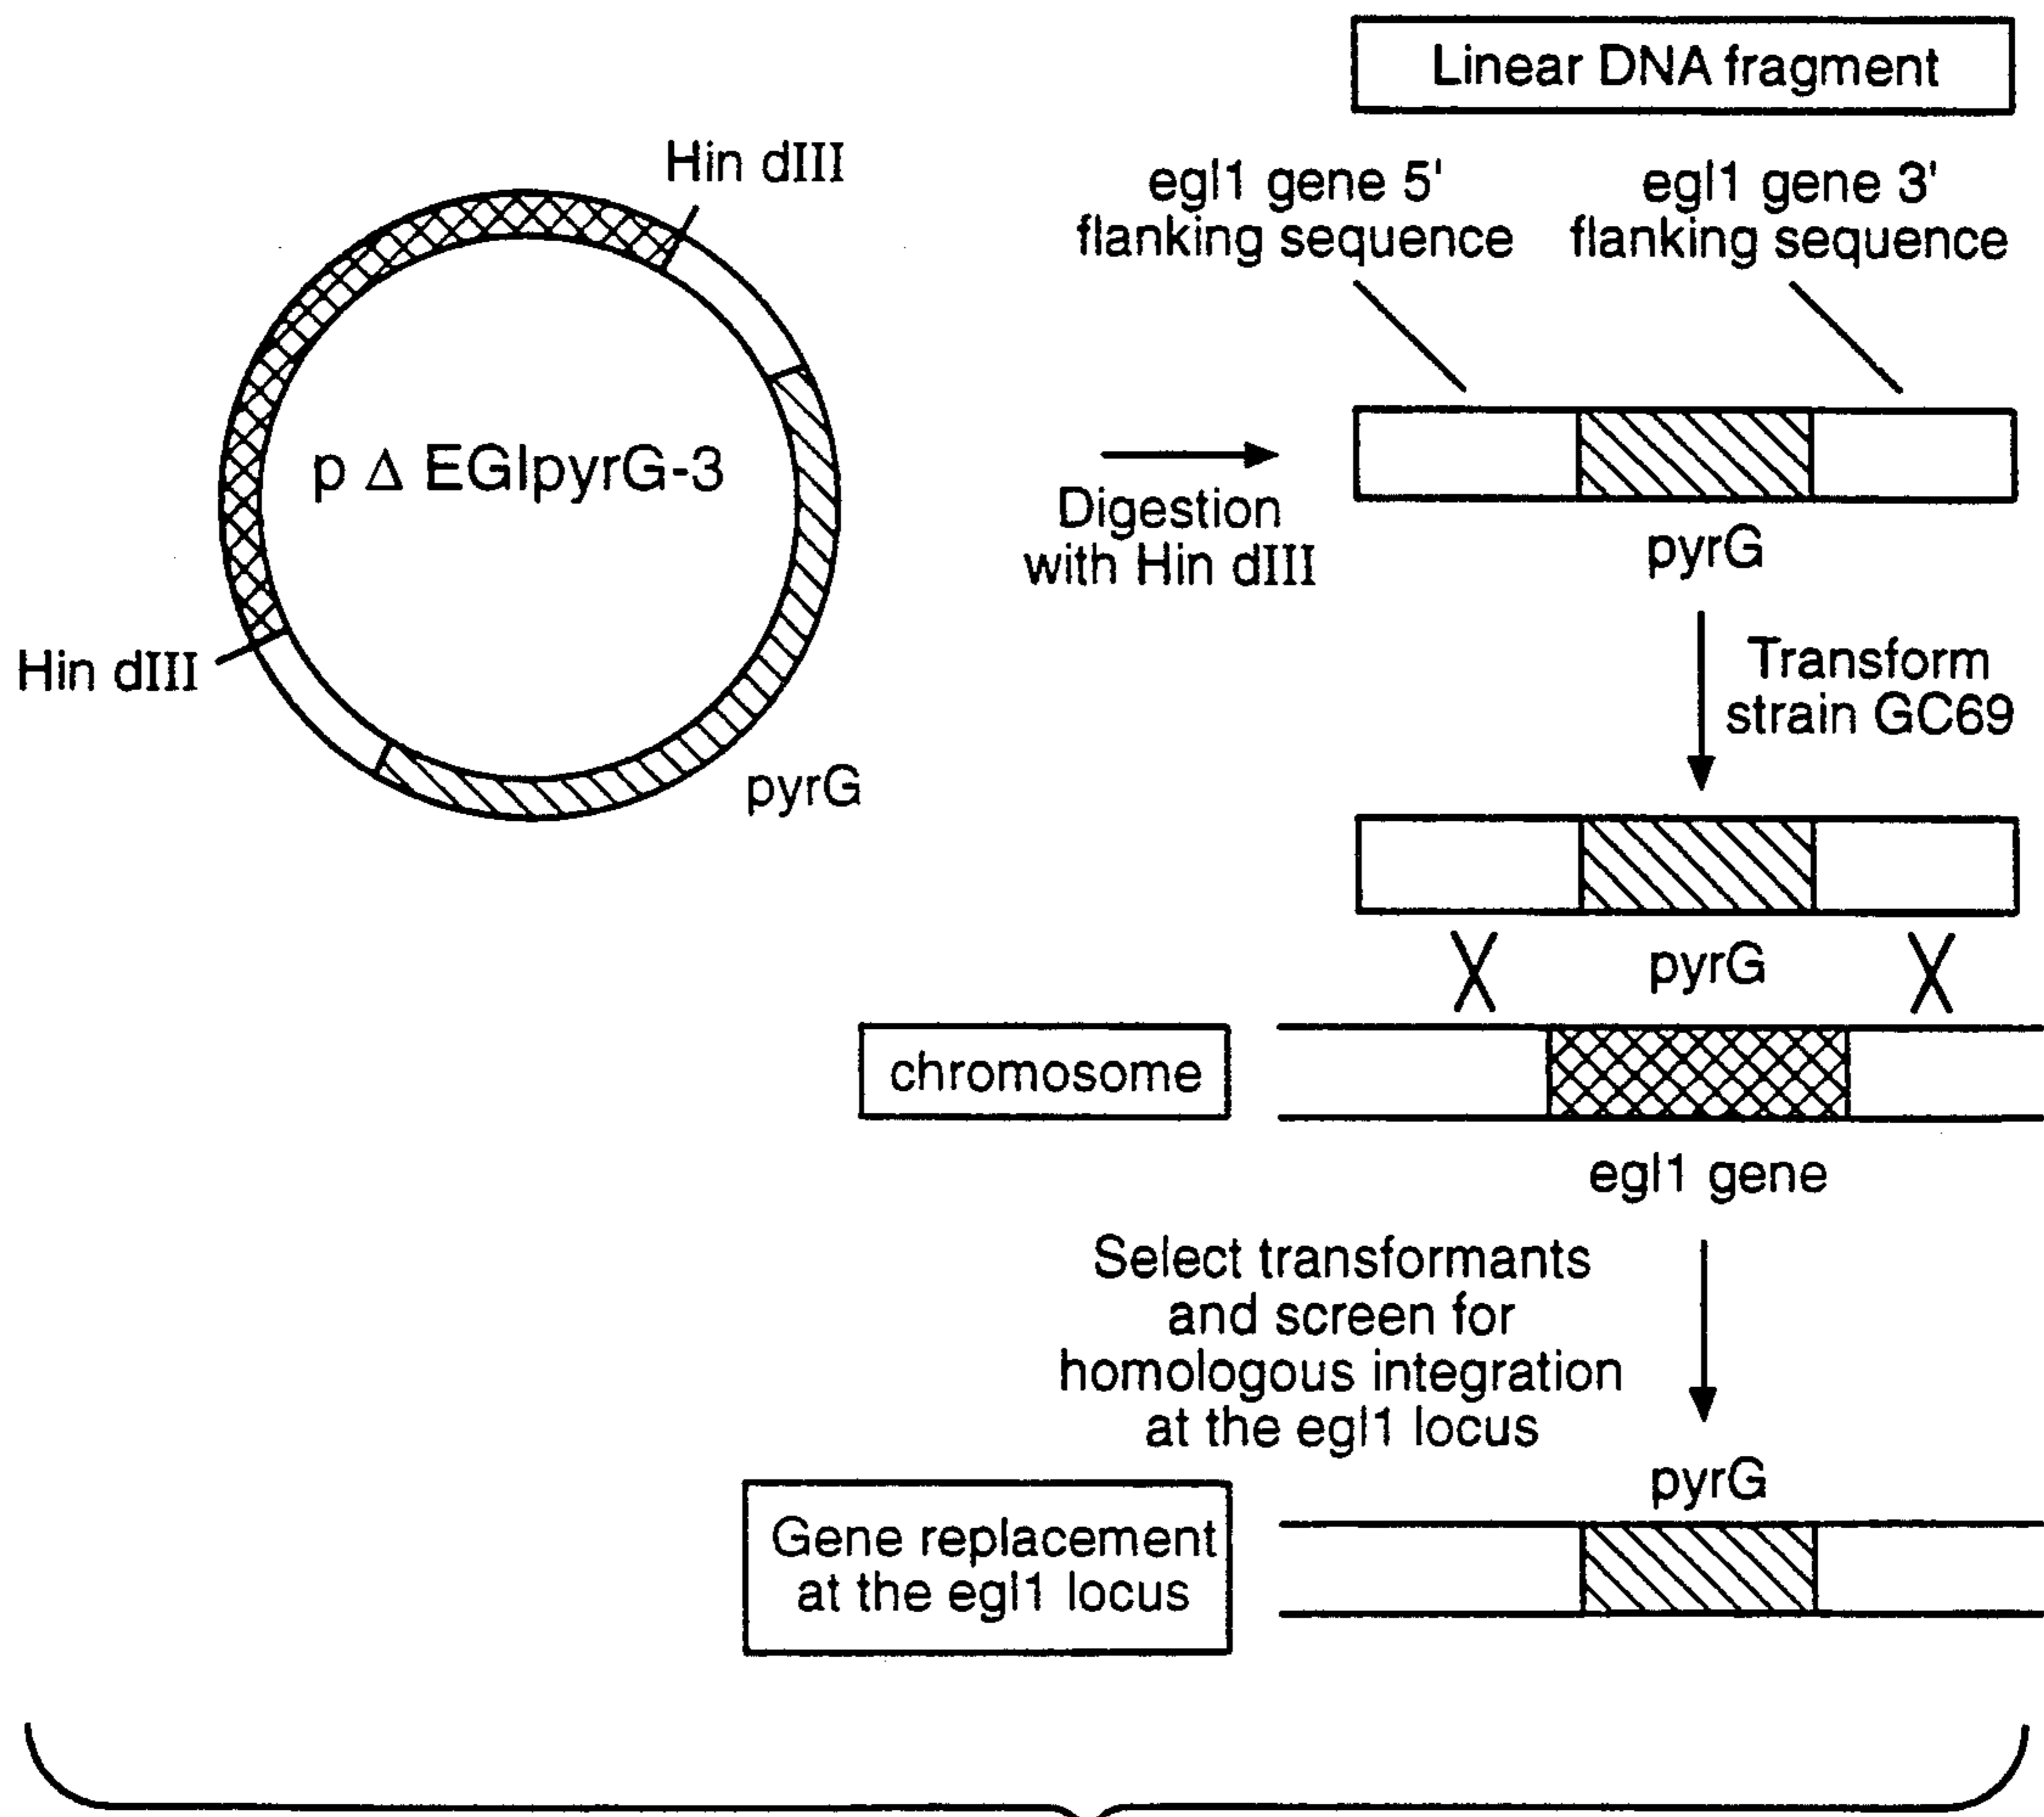 Linear DNA fragment
Hin dIII
egl1 gene 5'
flanking sequence
egl1 gene 3'
flanking sequence
p Δ EGIpyrG-3
Digestion
with Hin dIII
pyrG
Hin dIII
pyrG
Transform
strain GC69
pyrG
chromosome
egl1 gene
Select transformants
and screen for
homologous integration
at the egl1 locus
pyrG
Gene replacement
at the egl1 locus